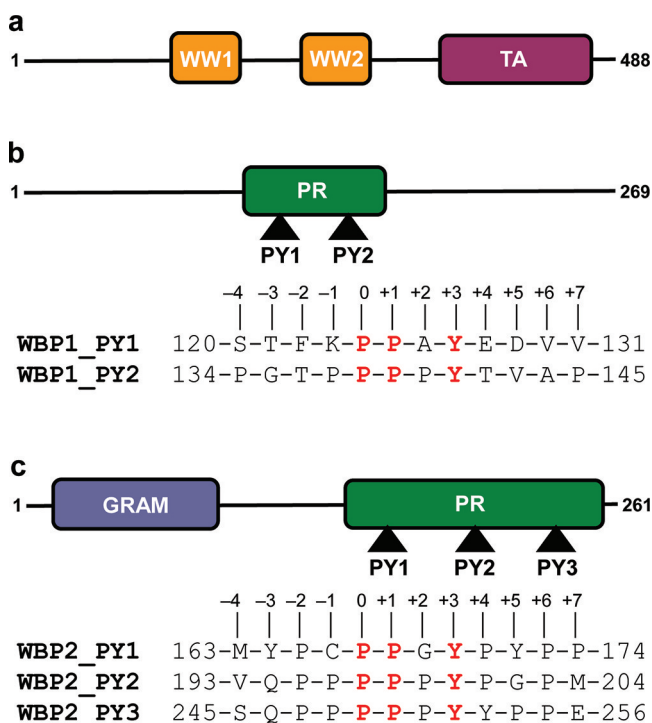 a
1 WW1 WW2 TA 488
b
1 PR 269
PY1 PY2
–4 –3 –2 –1 0 +1 +2 +3 +4 +5 +6 +7
WBP1_PY1 120-S-T-F-K-P-P-A-Y-E-D-V-V-131
WBP1_PY2 134-P-G-T-P-P-P-P-Y-T-V-A-P-145
c
1 GRAM PR 261
PY1 PY2 PY3
–4 –3 –2 –1 0 +1 +2 +3 +4 +5 +6 +7
WBP2_PY1 163-M-Y-P-C-P-P-G-Y-P-Y-P-P-174
WBP2_PY2 193-V-Q-P-P-P-P-P-Y-P-G-P-M-204
WBP2 PY3 245-S-Q-P-P-P-P-P-Y-Y-P-P-E-256